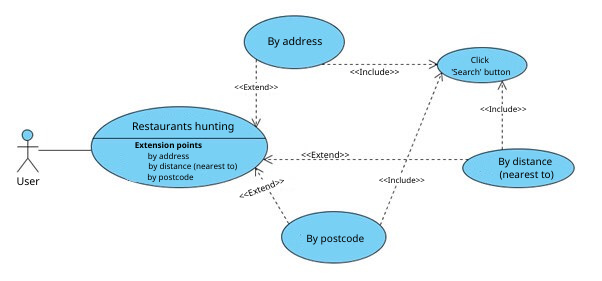 By address
Click
'Search' button
<<Include>>
<<Extend>>
<<Include>>
Restaurants hunting
Extension points
by address
by distance (nearest to)
by postcode
<<Extend>>
By distance
(nearest to)
User
<<Extend>>
<<Include>>
By postcode